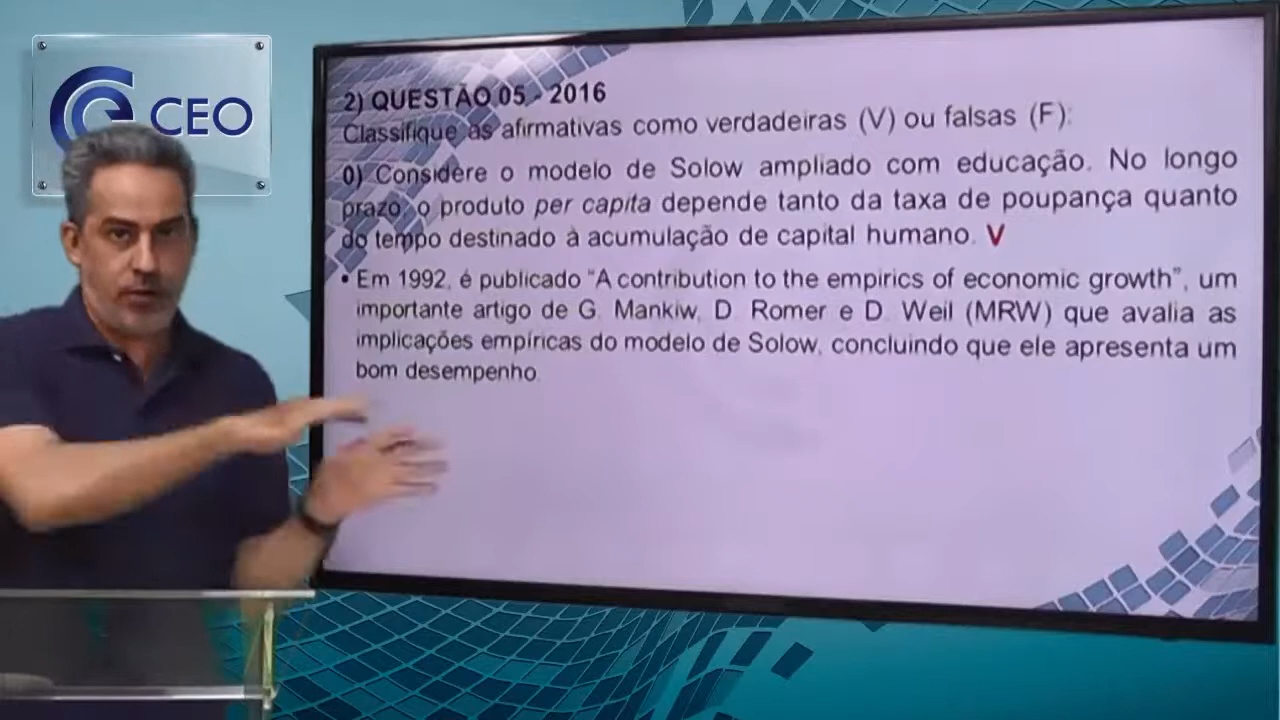 CEO
2) QUESTÃO 05 - 2016
Classifique as afirmativas como verdadeiras (V) ou falsas (F):
0) Considere o modelo de Solow ampliado com educação. No longo
prazo, o produto per capita depende tanto da taxa de poupança quanto
do tempo destinado à acumulação de capital humano. V
• Em 1992, é publicado “A contribution to the empirics of economic growth”, um
importante artigo de G. Mankiw, D. Romer e D. Weil (MRW) que avalia as
implicações empíricas do modelo de Solow, concluindo que ele apresenta um
bom desempenho.